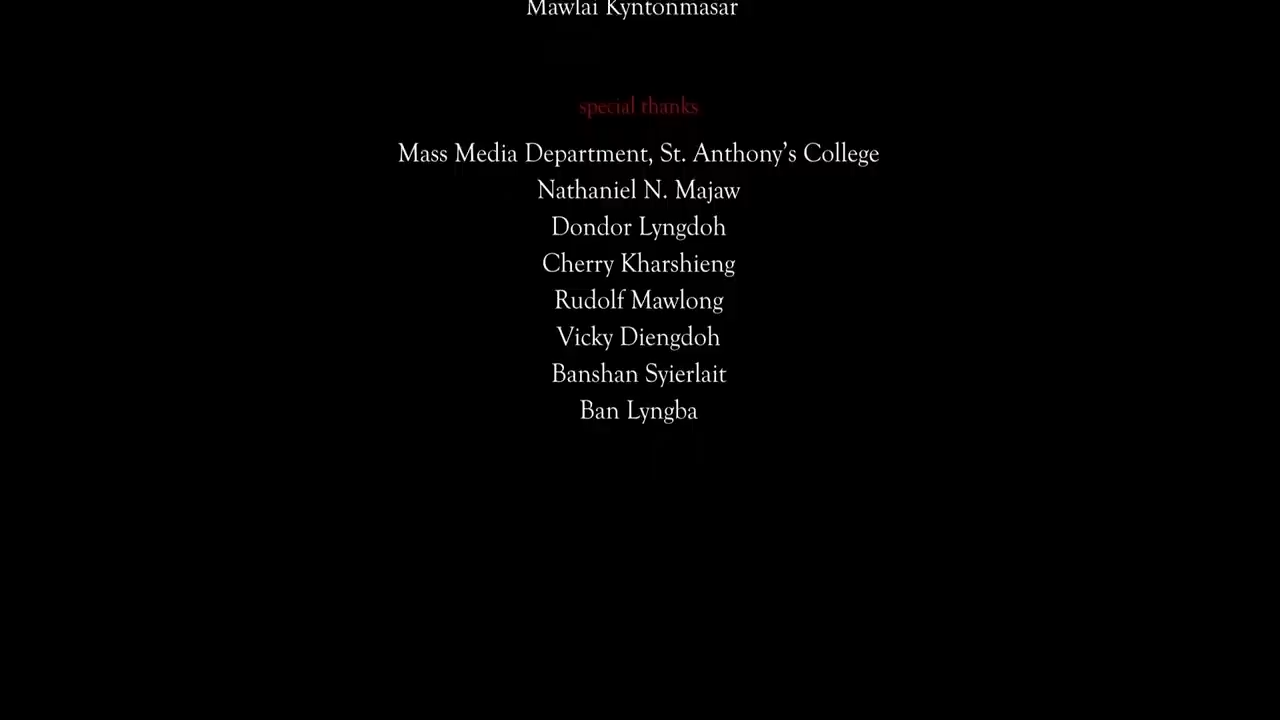 Mawlai Kyntonmasar
special thanks
Mass Media Department, St. Anthony's College
Nathaniel N. Majaw
Dondor Lyngdoh
Cherry Kharshieng
Rudolf Mawlong
Vicky Diengdoh
Banshan Syierlait
Ban Lyngba